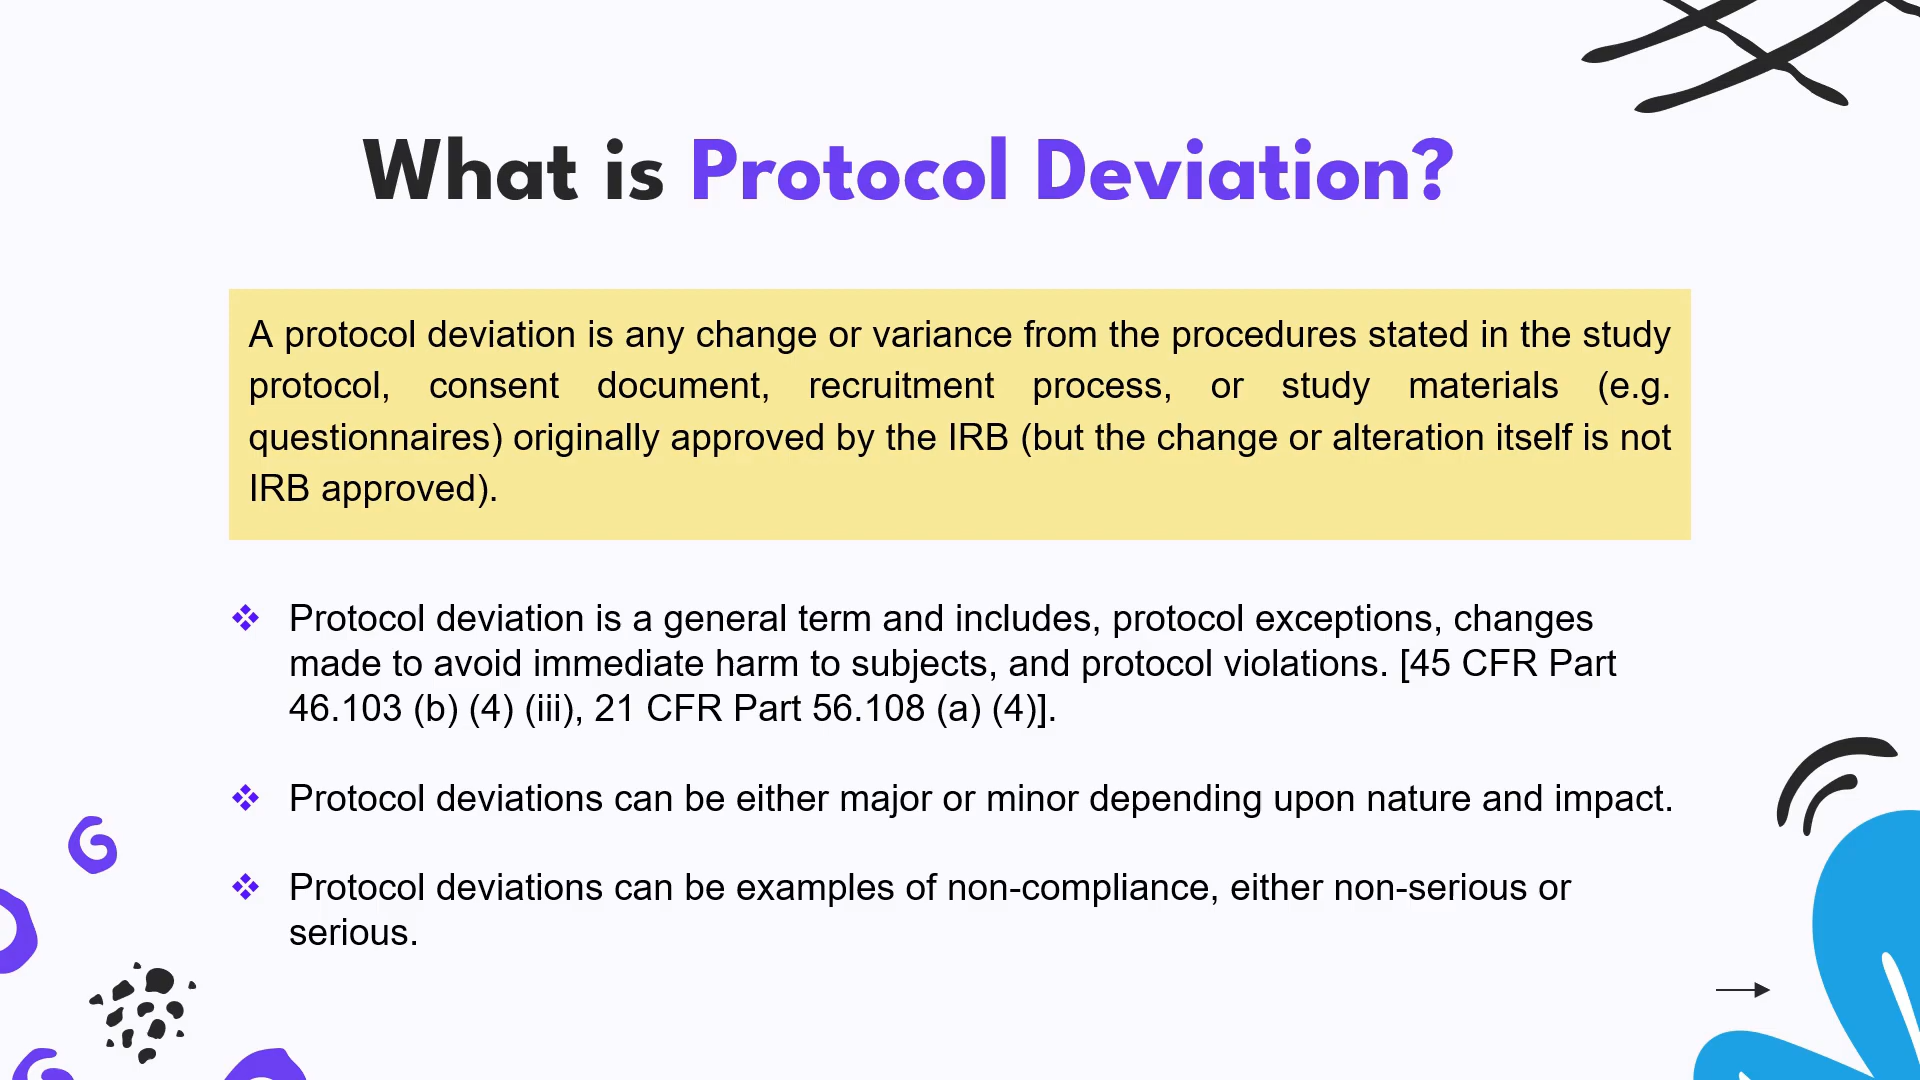 What is Protocol Deviation?
A protocol deviation is any change or variance from the procedures stated in the study
protocol, consent document, recruitment process, or study materials (e.g.
questionnaires) originally approved by the IRB (but the change or alteration itself is not
IRB approved).
❖ Protocol deviation is a general term and includes, protocol exceptions, changes
made to avoid immediate harm to subjects, and protocol violations. [45 CFR Part
46.103 (b) (4) (iii), 21 CFR Part 56.108 (a) (4)].
❖ Protocol deviations can be either major or minor depending upon nature and impact.
❖ Protocol deviations can be examples of non-compliance, either non-serious or
serious.